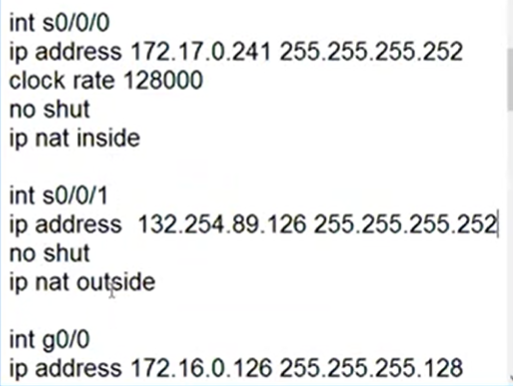 int s0/0/0
ip address 172.17.0.241 255.255.255.252
clock rate 128000
no shut
ip nat inside
int s0/0/1
ip address  132.254.89.126 255.255.255.252
no shut
ip nat outside
int g0/0
ip address 172.16.0.126 255.255.255.128